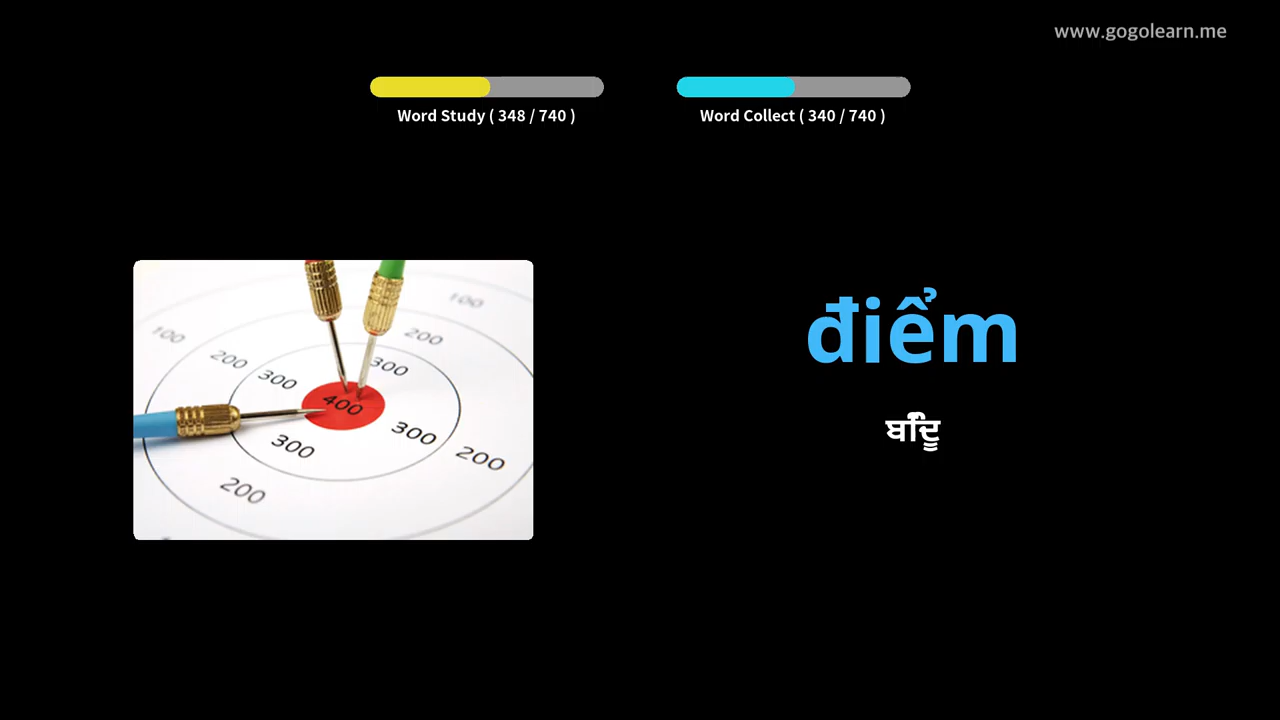 www.gogolearn.me
Word Study ( 348 / 740 )
Word Collect ( 340 / 740 )
100
100
200
200
300
300
400
300
300
200
200
điểm
ਬਿੰਦੂ